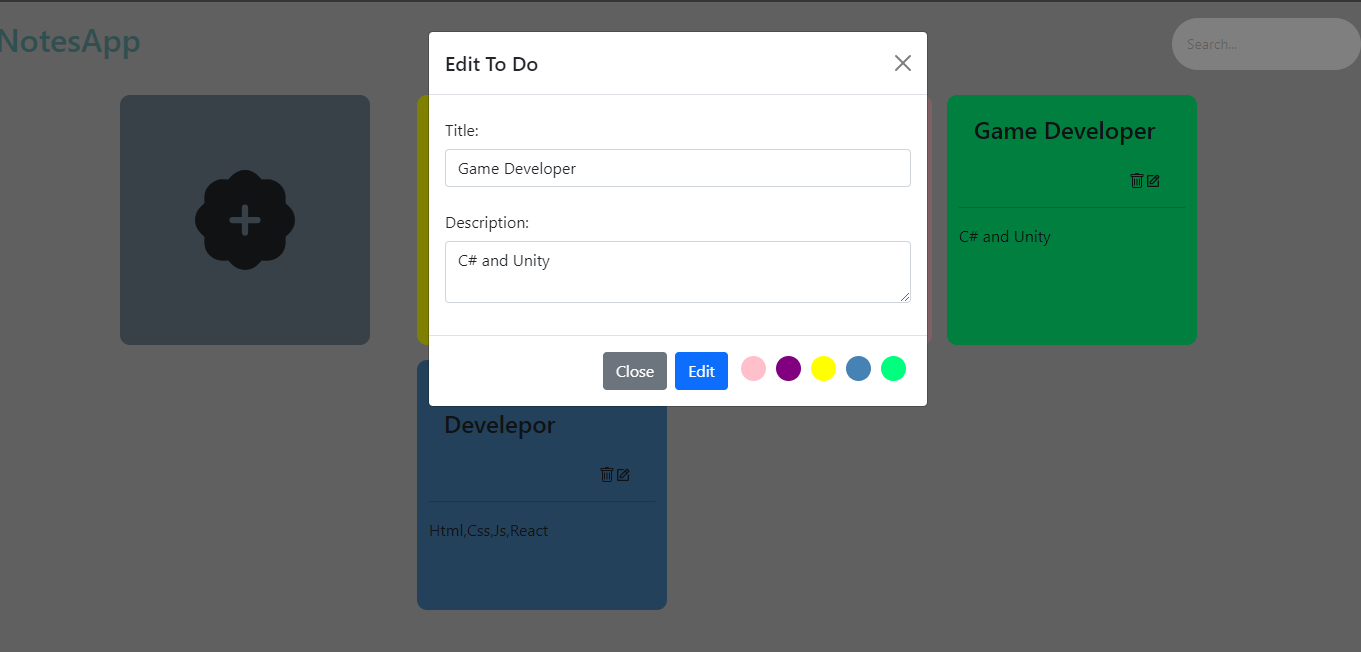 NotesApp
Search...
Edit To Do
Title:
Game Developer
Description:
C# and Unity
Close
Edit
Game Developer
C# and Unity
Develepor
Html,Css,Js,React